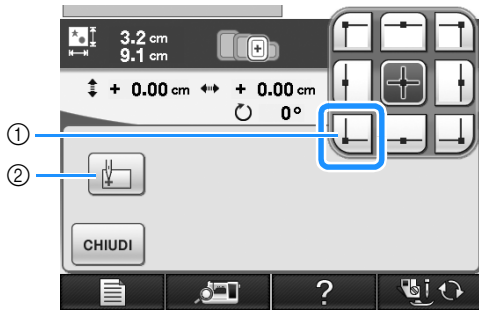 3.2 cm
9.1 cm
+ 0.00 cm + 0.00 cm
0°
①
②
CHIUDI
?